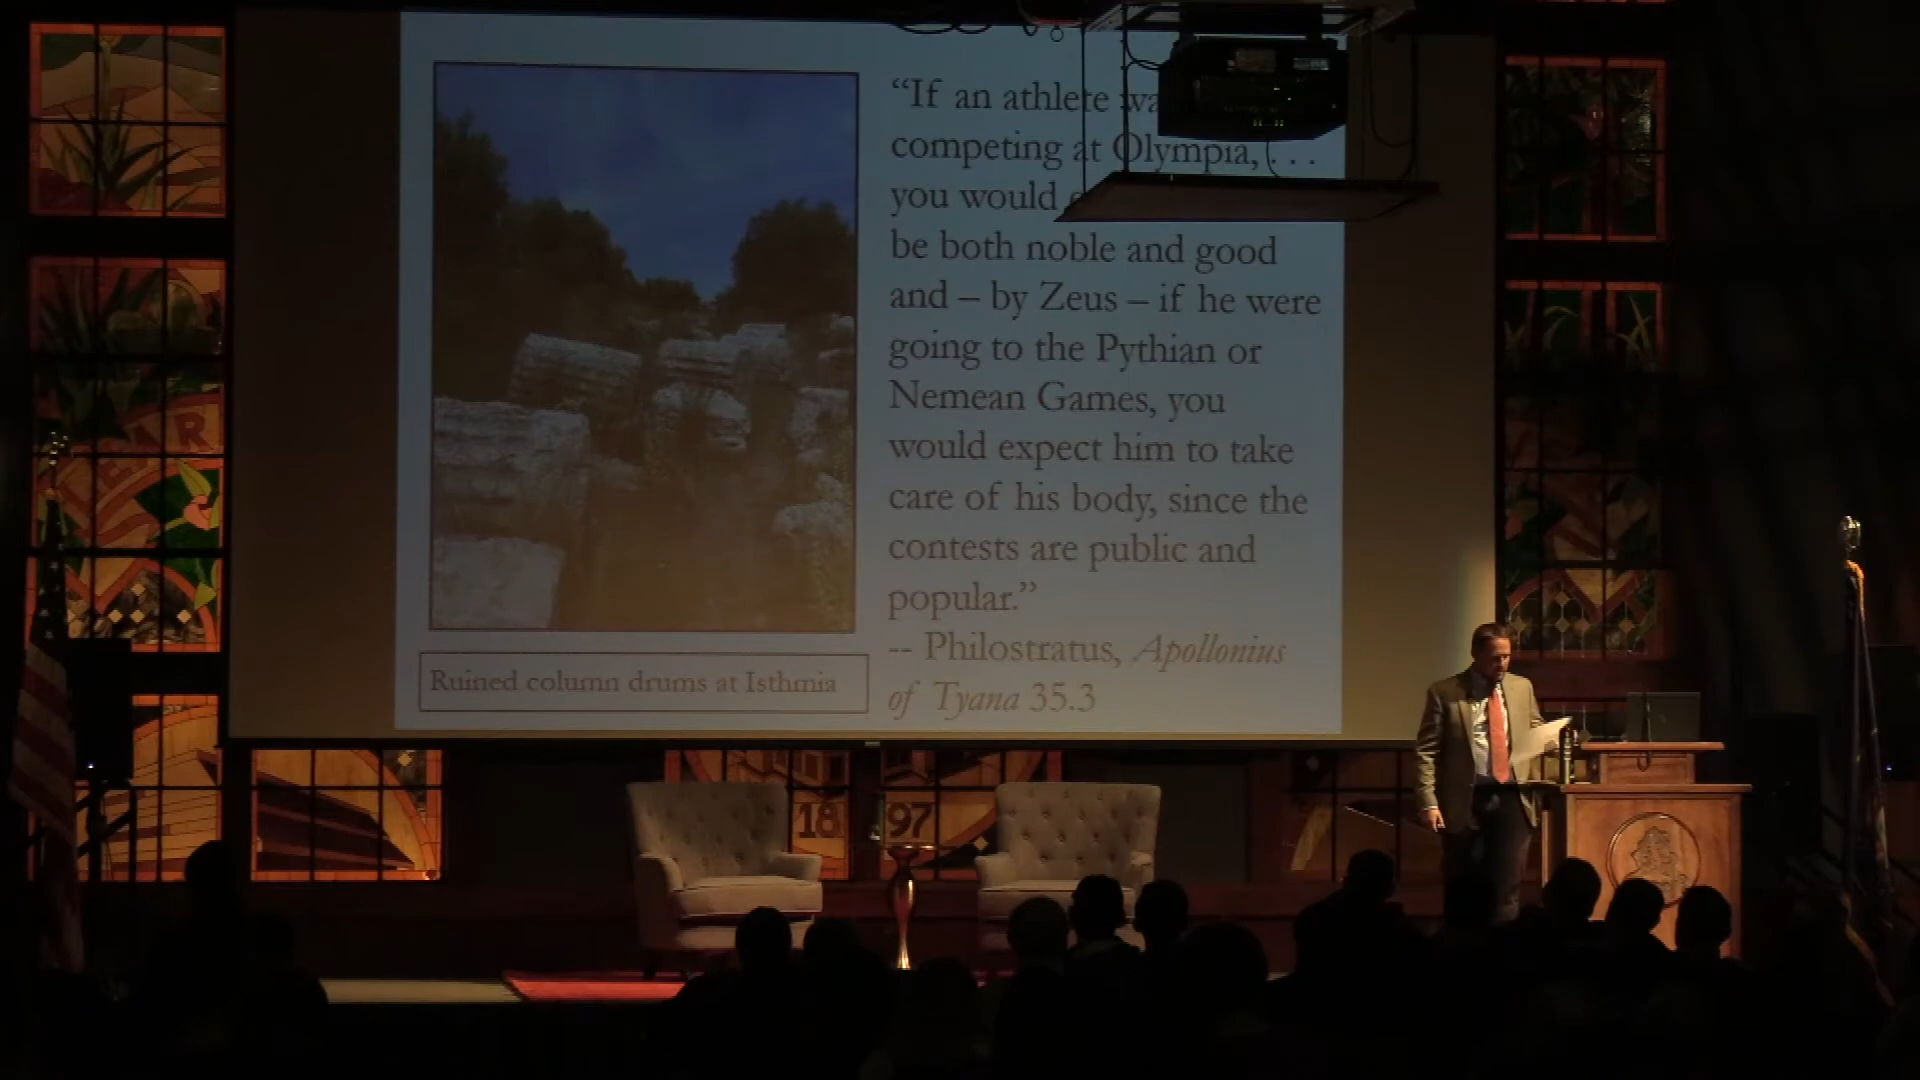 “If an athlete
competing at Olympia, . . .
you would
be both noble and good
and – by Zeus – if he were
going to the Pythian or
Nemean Games, you
would expect him to take
care of his body, since the
contests are public and
popular.”
-- Philostratus, Apollonius
of Tyana 35.3
Ruined column drums at Isthmia
18 97